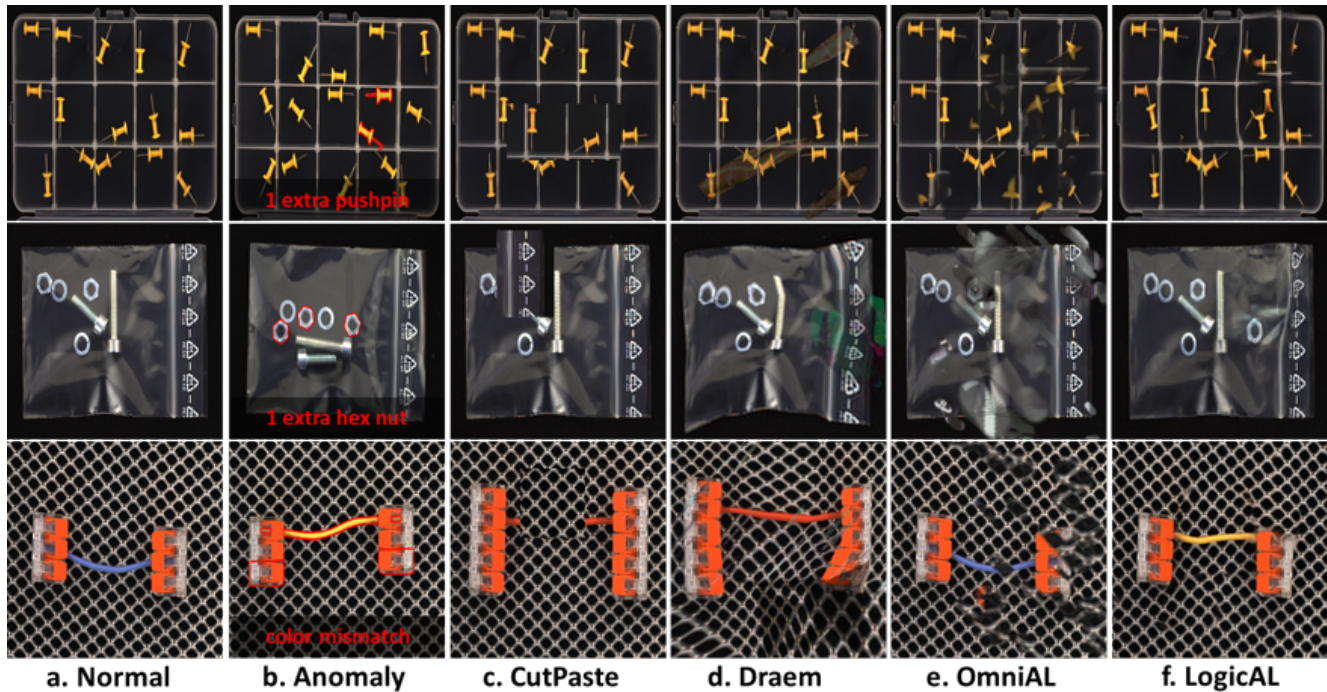 1 extra pushpin
1 extra hex nut
color mismatch
a. Normal
b. Anomaly
c. CutPaste
d. Draem
e. OmniAL
f. LogicAL